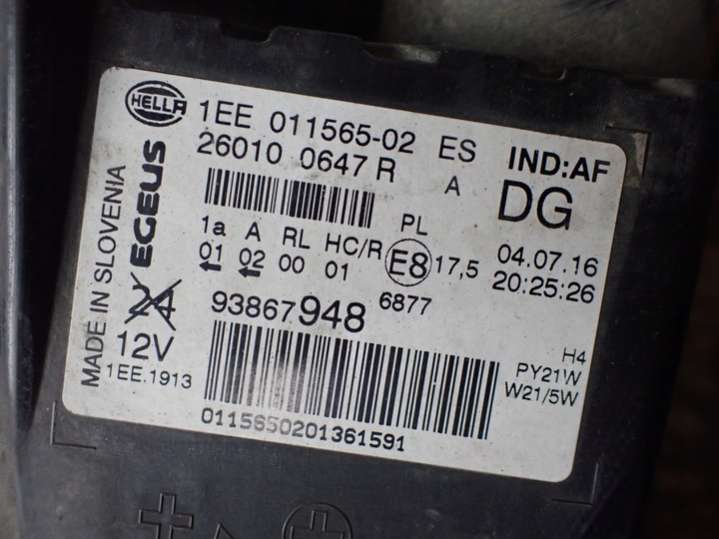 HELLA
1EE 011565-02 ES IND:AF
26010 0647 R A DG
PL
1a A RL HC/R E8 17,5 04.07.16
01 02 00 01 20:25:26
6877
93867948
MADE IN SLOVENIA
EGEUS
24
12V
1EE.1913
H4
PY21W
W21/5W
0115650201361591